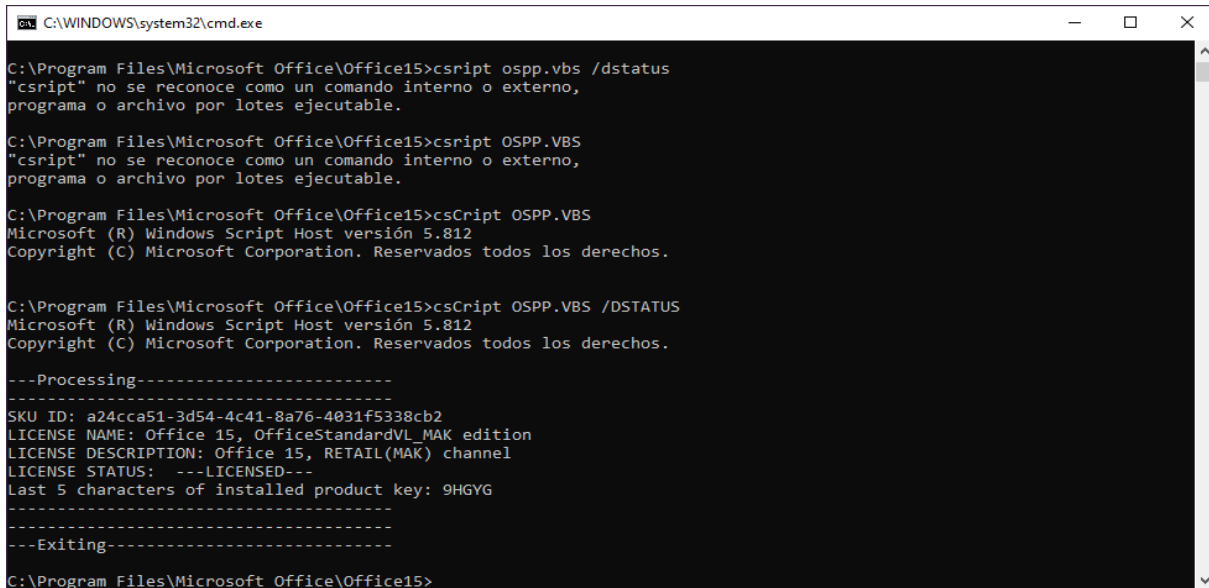 C:\WINDOWS\system32\cmd.exe
C:\Program Files\Microsoft Office\Office15>csript ospp.vbs /dstatus
"csript" no se reconoce como un comando interno o externo,
programa o archivo por lotes ejecutable.
C:\Program Files\Microsoft Office\Office15>csript OSPP.VBS
"csript" no se reconoce como un comando interno o externo,
programa o archivo por lotes ejecutable.
C:\Program Files\Microsoft Office\Office15>csCript OSPP.VBS
Microsoft (R) Windows Script Host versión 5.812
Copyright (C) Microsoft Corporation. Reservados todos los derechos.
C:\Program Files\Microsoft Office\Office15>csCript OSPP.VBS /DSTATUS
Microsoft (R) Windows Script Host versión 5.812
Copyright (C) Microsoft Corporation. Reservados todos los derechos.
---Processing--------------------------
---------------------------------------
SKU ID: a24cca51-3d54-4c41-8a76-4031f5338cb2
LICENSE NAME: Office 15, OfficeStandardVL_MAK edition
LICENSE DESCRIPTION: Office 15, RETAIL(MAK) channel
LICENSE STATUS:  ---LICENSED---
Last 5 characters of installed product key: 9HGYG
---------------------------------------
---------------------------------------
---Exiting-----------------------------
C:\Program Files\Microsoft Office\Office15>